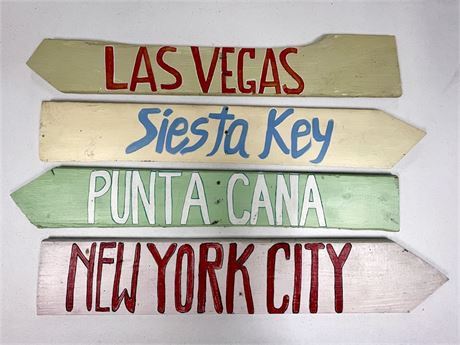 LAS VEGAS
Siesta Key
PUNTA CANA
NEW YORK CITY